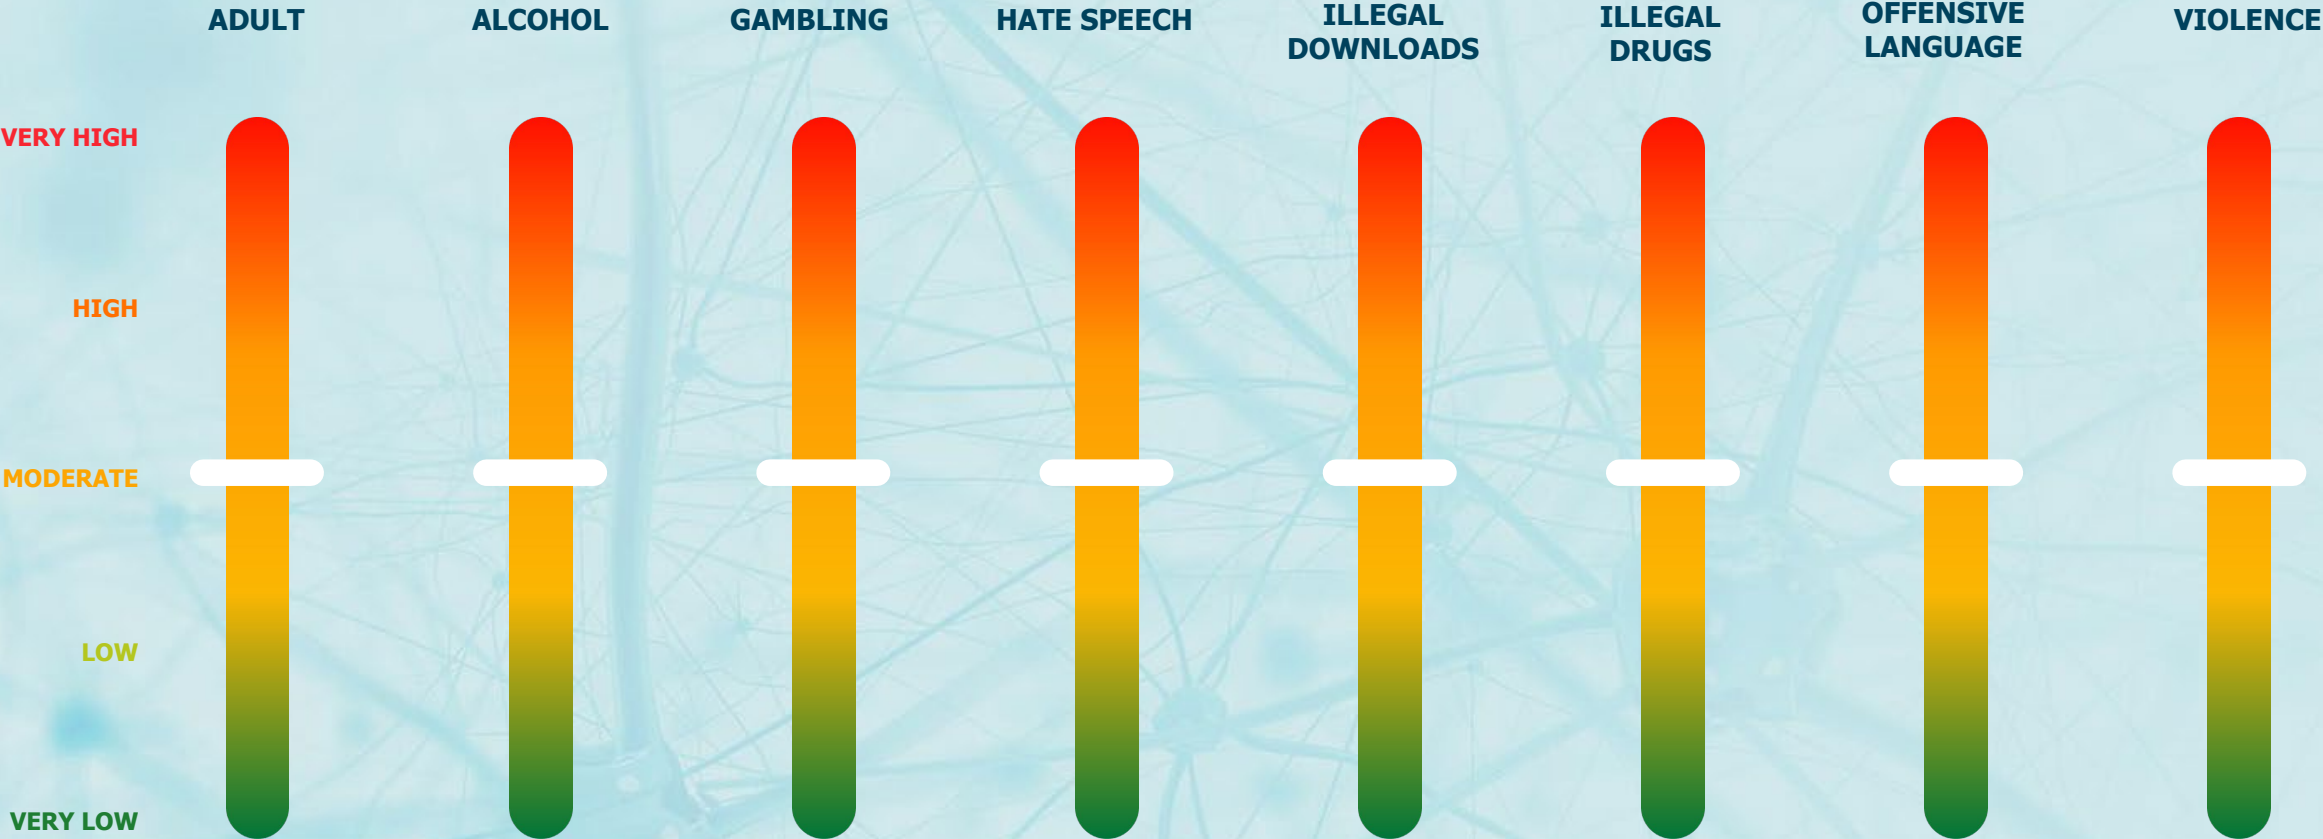 ADULT
ALCOHOL
GAMBLING
HATE SPEECH
ILLEGAL
DOWNLOADS
ILLEGAL
DRUGS
OFFENSIVE
LANGUAGE
VIOLENCE
VERY HIGH
HIGH
MODERATE
LOW
VERY LOW